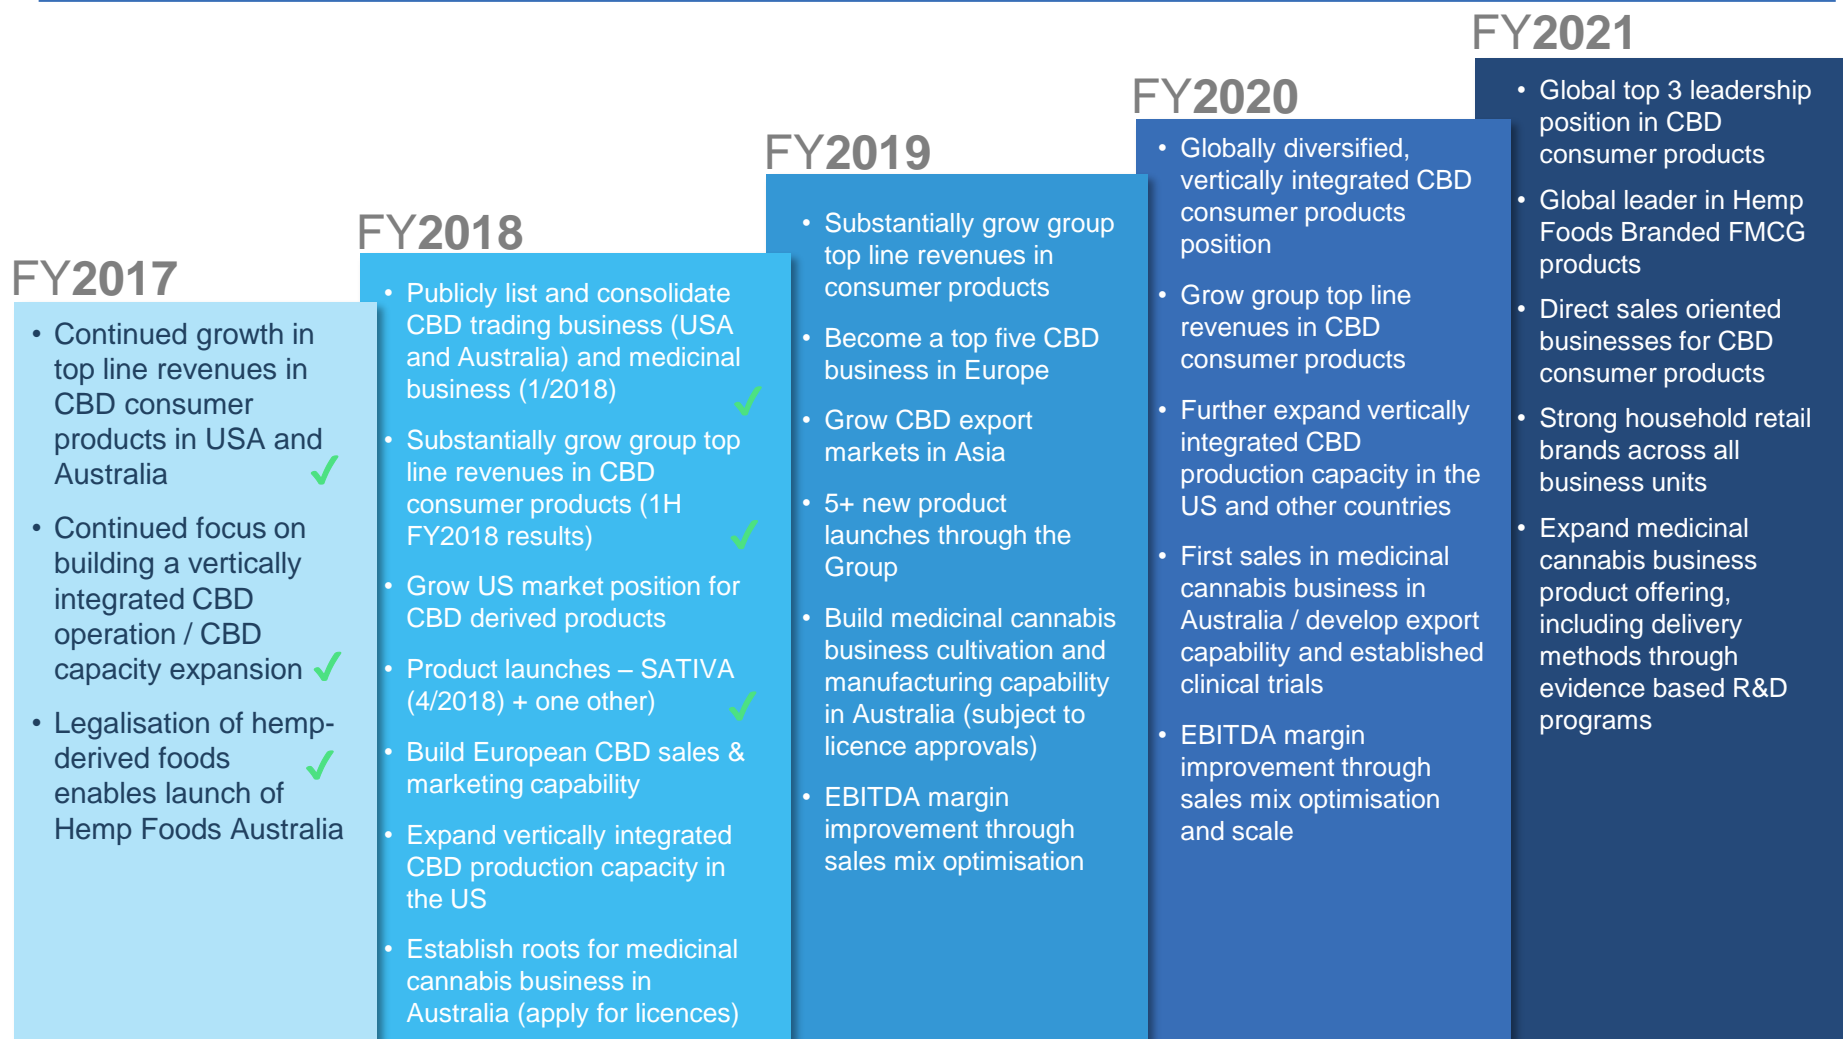 FY2017
• Continued growth in
top line revenues in
CBD consumer
products in USA and
Australia ✓
• Continued focus on
building a vertically
integrated CBD
operation / CBD
capacity expansion ✓
• Legalisation of hemp-
derived foods ✓
enables launch of
Hemp Foods Australia
FY2018
• Publicly list and consolidate
CBD trading business (USA
and Australia) and medicinal
business (1/2018) ✓
• Substantially grow group top
line revenues in CBD
consumer products (1H
FY2018 results) ✓
• Grow US market position for
CBD derived products
• Product launches – SATIVA
(4/2018) + one other) ✓
• Build European CBD sales &
marketing capability
• Expand vertically integrated
CBD production capacity in
the US
• Establish roots for medicinal
cannabis business in
Australia (apply for licences)
FY2019
• Substantially grow group
top line revenues in
consumer products
• Become a top five CBD
business in Europe
• Grow CBD export
markets in Asia
• 5+ new product
launches through the
Group
• Build medicinal cannabis
business cultivation and
manufacturing capability
in Australia (subject to
licence approvals)
• EBITDA margin
improvement through
sales mix optimisation
FY2020
• Globally diversified,
vertically integrated CBD
consumer products
position
• Grow group top line
revenues in CBD
consumer products
• Further expand vertically
integrated CBD
production capacity in the
US and other countries
• First sales in medicinal
cannabis business in
Australia / develop export
capability and established
clinical trials
• EBITDA margin
improvement through
sales mix optimisation
and scale
FY2021
• Global top 3 leadership
position in CBD
consumer products
• Global leader in Hemp
Foods Branded FMCG
products
• Direct sales oriented
businesses for CBD
consumer products
• Strong household retail
brands across all
business units
• Expand medicinal
cannabis business
product offering,
including delivery
methods through
evidence based R&D
programs